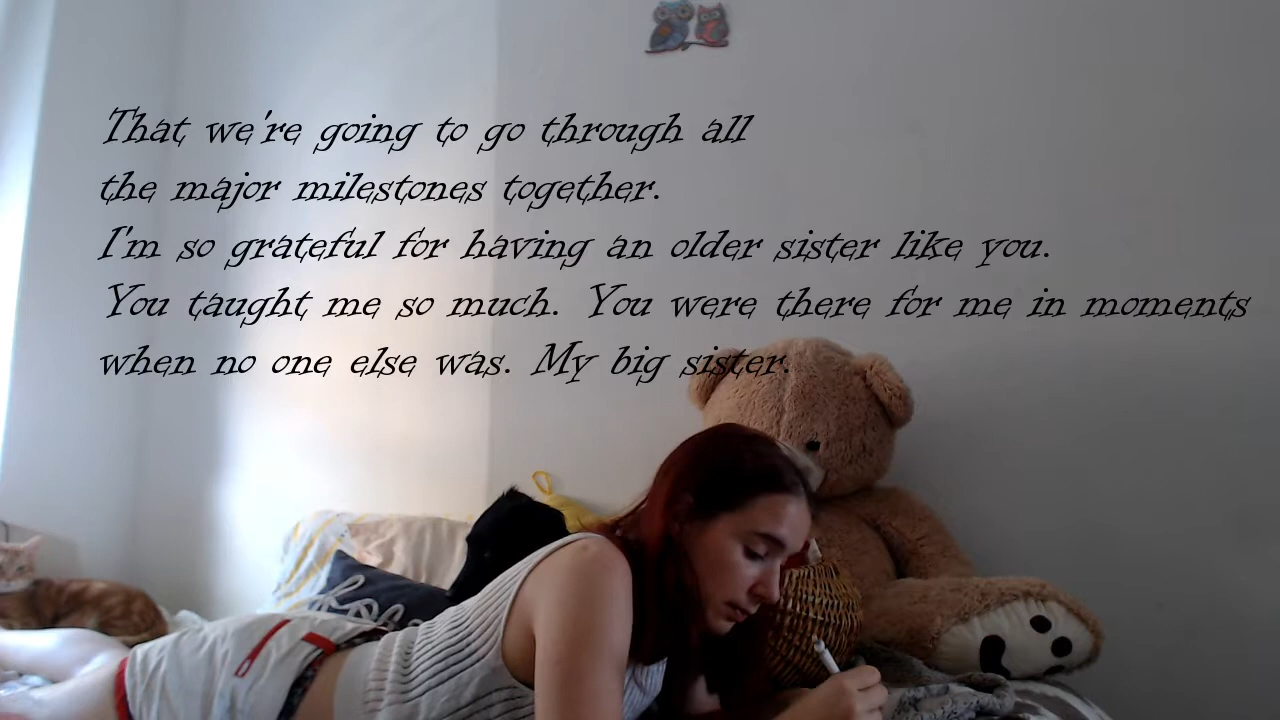 That we're going to go through all
the major milestones together.
I'm so grateful for having an older sister like you.
You taught me so much. You were there for me in moments
when no one else was. My big sister.